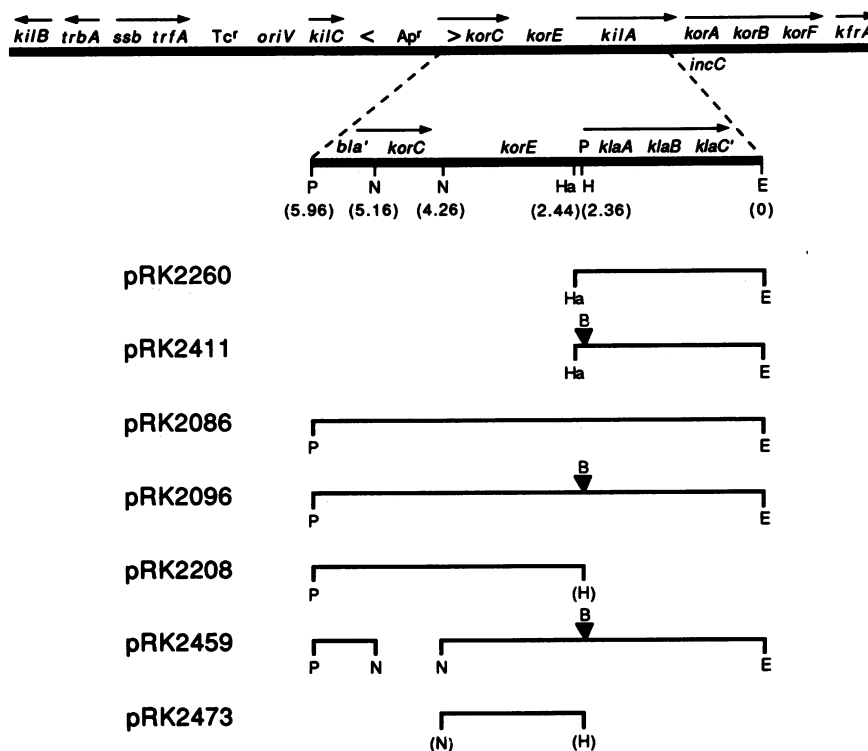 kilB trbA ssb trfA Tcʳ oriV kilC < Apʳ > korC korE kilA korA korB korF kfrA
incC
bla' korC korE P klaA klaB klaC'
P N N Ha H E
(5.96) (5.16) (4.26) (2.44) (2.36) (0)
pRK2260
Ha E
B
pRK2411
Ha E
pRK2086
P E
B
pRK2096
P E
pRK2208
P (H)
B
pRK2459
P N N E
pRK2473
(N) (H)